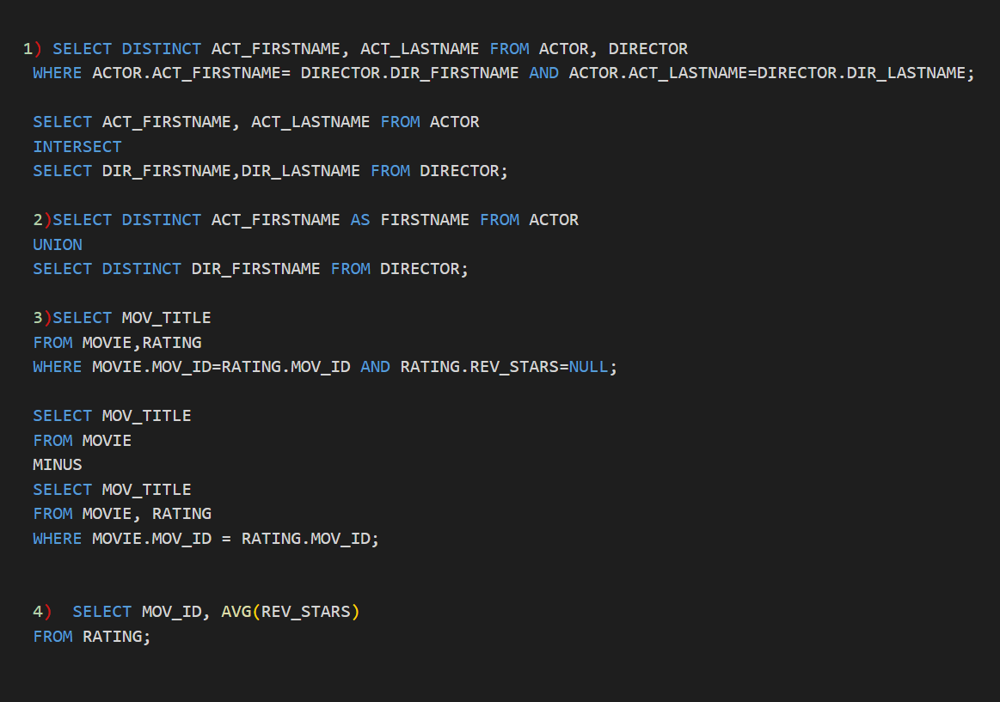 1) SELECT DISTINCT ACT_FIRSTNAME, ACT_LASTNAME FROM ACTOR, DIRECTOR
WHERE ACTOR.ACT_FIRSTNAME= DIRECTOR.DIR_FIRSTNAME AND ACTOR.ACT_LASTNAME=DIRECTOR.DIR_LASTNAME;
SELECT ACT_FIRSTNAME, ACT_LASTNAME FROM ACTOR
INTERSECT
SELECT DIR_FIRSTNAME,DIR_LASTNAME FROM DIRECTOR;
2)SELECT DISTINCT ACT_FIRSTNAME AS FIRSTNAME FROM ACTOR
UNION
SELECT DISTINCT DIR_FIRSTNAME FROM DIRECTOR;
3)SELECT MOV_TITLE
FROM MOVIE,RATING
WHERE MOVIE.MOV_ID=RATING.MOV_ID AND RATING.REV_STARS=NULL;
SELECT MOV_TITLE
FROM MOVIE
MINUS
SELECT MOV_TITLE
FROM MOVIE, RATING
WHERE MOVIE.MOV_ID = RATING.MOV_ID;
4)  SELECT MOV_ID, AVG(REV_STARS)
FROM RATING;